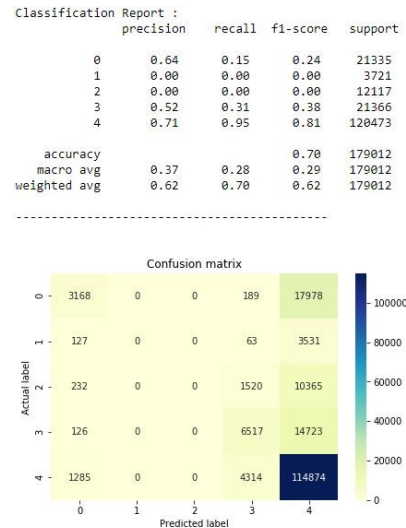 Classification Report :
precision recall f1-score support
0 0.64 0.15 0.24 21335
1 0.00 0.00 0.00 3721
2 0.00 0.00 0.00 12117
3 0.52 0.31 0.38 21366
4 0.71 0.95 0.81 120473
accuracy 0.70 179012
macro avg 0.37 0.28 0.29 179012
weighted avg 0.62 0.70 0.62 179012
----------------------------------------
Confusion matrix
Actual label
0 3168 0 0 189 17978
1 127 0 0 63 3531
2 232 0 0 1520 10365
3 126 0 0 6517 14723
4 1285 0 0 4314 114874
0 1 2 3 4
Predicted label
100000
80000
60000
40000
20000
0